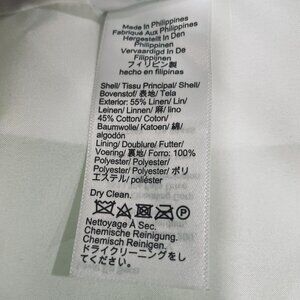 Made In Philippines
Fabriqué Aux Philippines
Hergestellt In Den
Philippinen
Vervaardigd In De
Filippijnen
フィリピン製
hecho en filipinas
Shell/ Tissu Principal/ Shell/
Bovenstof/ 表地/ Tela
Exterior: 55% Linen/ Lin/
Leinen/ Linnen/ 麻/ lino
45% Cotton/ Coton/
Baumwolle/ Katoen/ 綿/
algodón
Lining/ Doublure/ Futter/
Voering/ 裏地/ Forro: 100%
Polyester/ Polyester/
Polyester/ Polyester/ ポリ
エステル/ poliéster
Dry Clean.
P
Nettoyage À Sec.
Chemische Reinigung.
Chemisch Reinigen.
ドライクリーニングをし
てください。